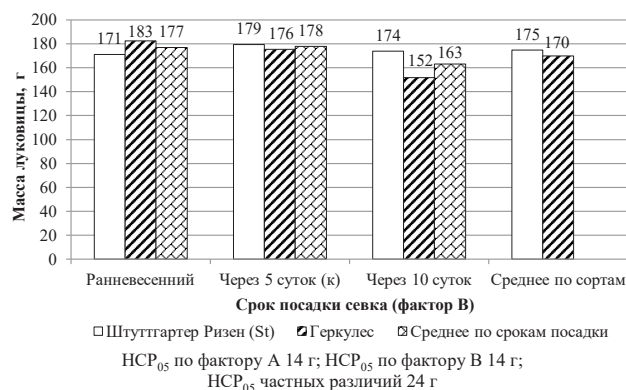 Масса луковицы, г
200
180
160
140
120
100
80
60
40
20
0
171
183
177
179
176
178
174
152
163
175
170
Ранневесенний
Через 5 суток (к)
Через 10 суток
Среднее по сортам
Срок посадки севка (фактор В)
Штуттгартер Ризен (St)
Геркулес
Среднее по срокам посадки
НСР05 по фактору А 14 г; НСР05 по фактору В 14 г;
НСР05 частных различий 24 г